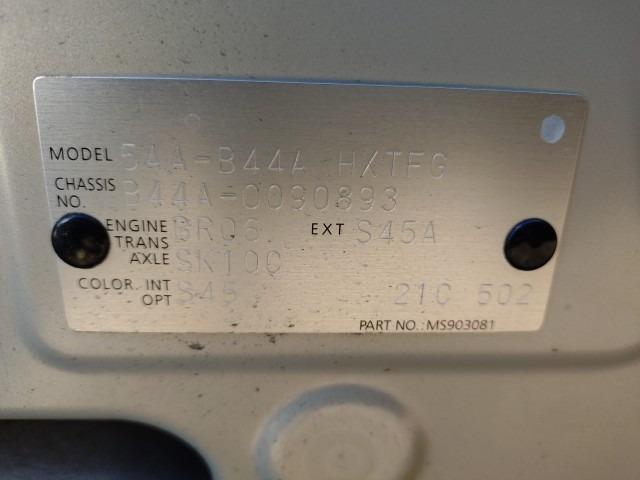 MODEL 5AA-B44A HXTFG
CHASSIS NO. B44A-0090893
ENGINE BR06 EXT S45A
TRANS AXLE SK10C
COLOR. INT OPT S45 21C 502
PART NO.: MS903081